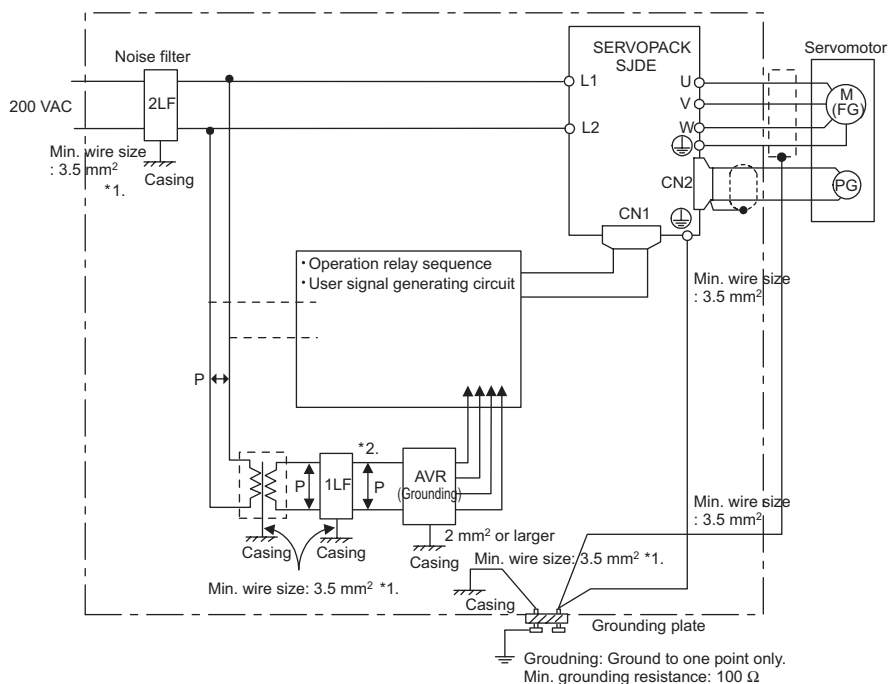 Noise filter
SERVOPACK
SJDE
Servomotor
200 VAC
2LF
L1
L2
U
V
W
M
(FG)
PG
Min. wire size
: 3.5 mm²
*1.
Casing
CN2
CN1
• Operation relay sequence
• User signal generating circuit
Min. wire size
: 3.5 mm²
P
*2.
P
1LF
P
AVR
(Grounding)
Min. wire size
: 3.5 mm²
Casing
Casing
Casing
2 mm² or larger
Min. wire size: 3.5 mm² *1.
Min. wire size: 3.5 mm² *1.
Casing
Grounding plate
Groudning: Ground to one point only.
Min. grounding resistance: 100 Ω